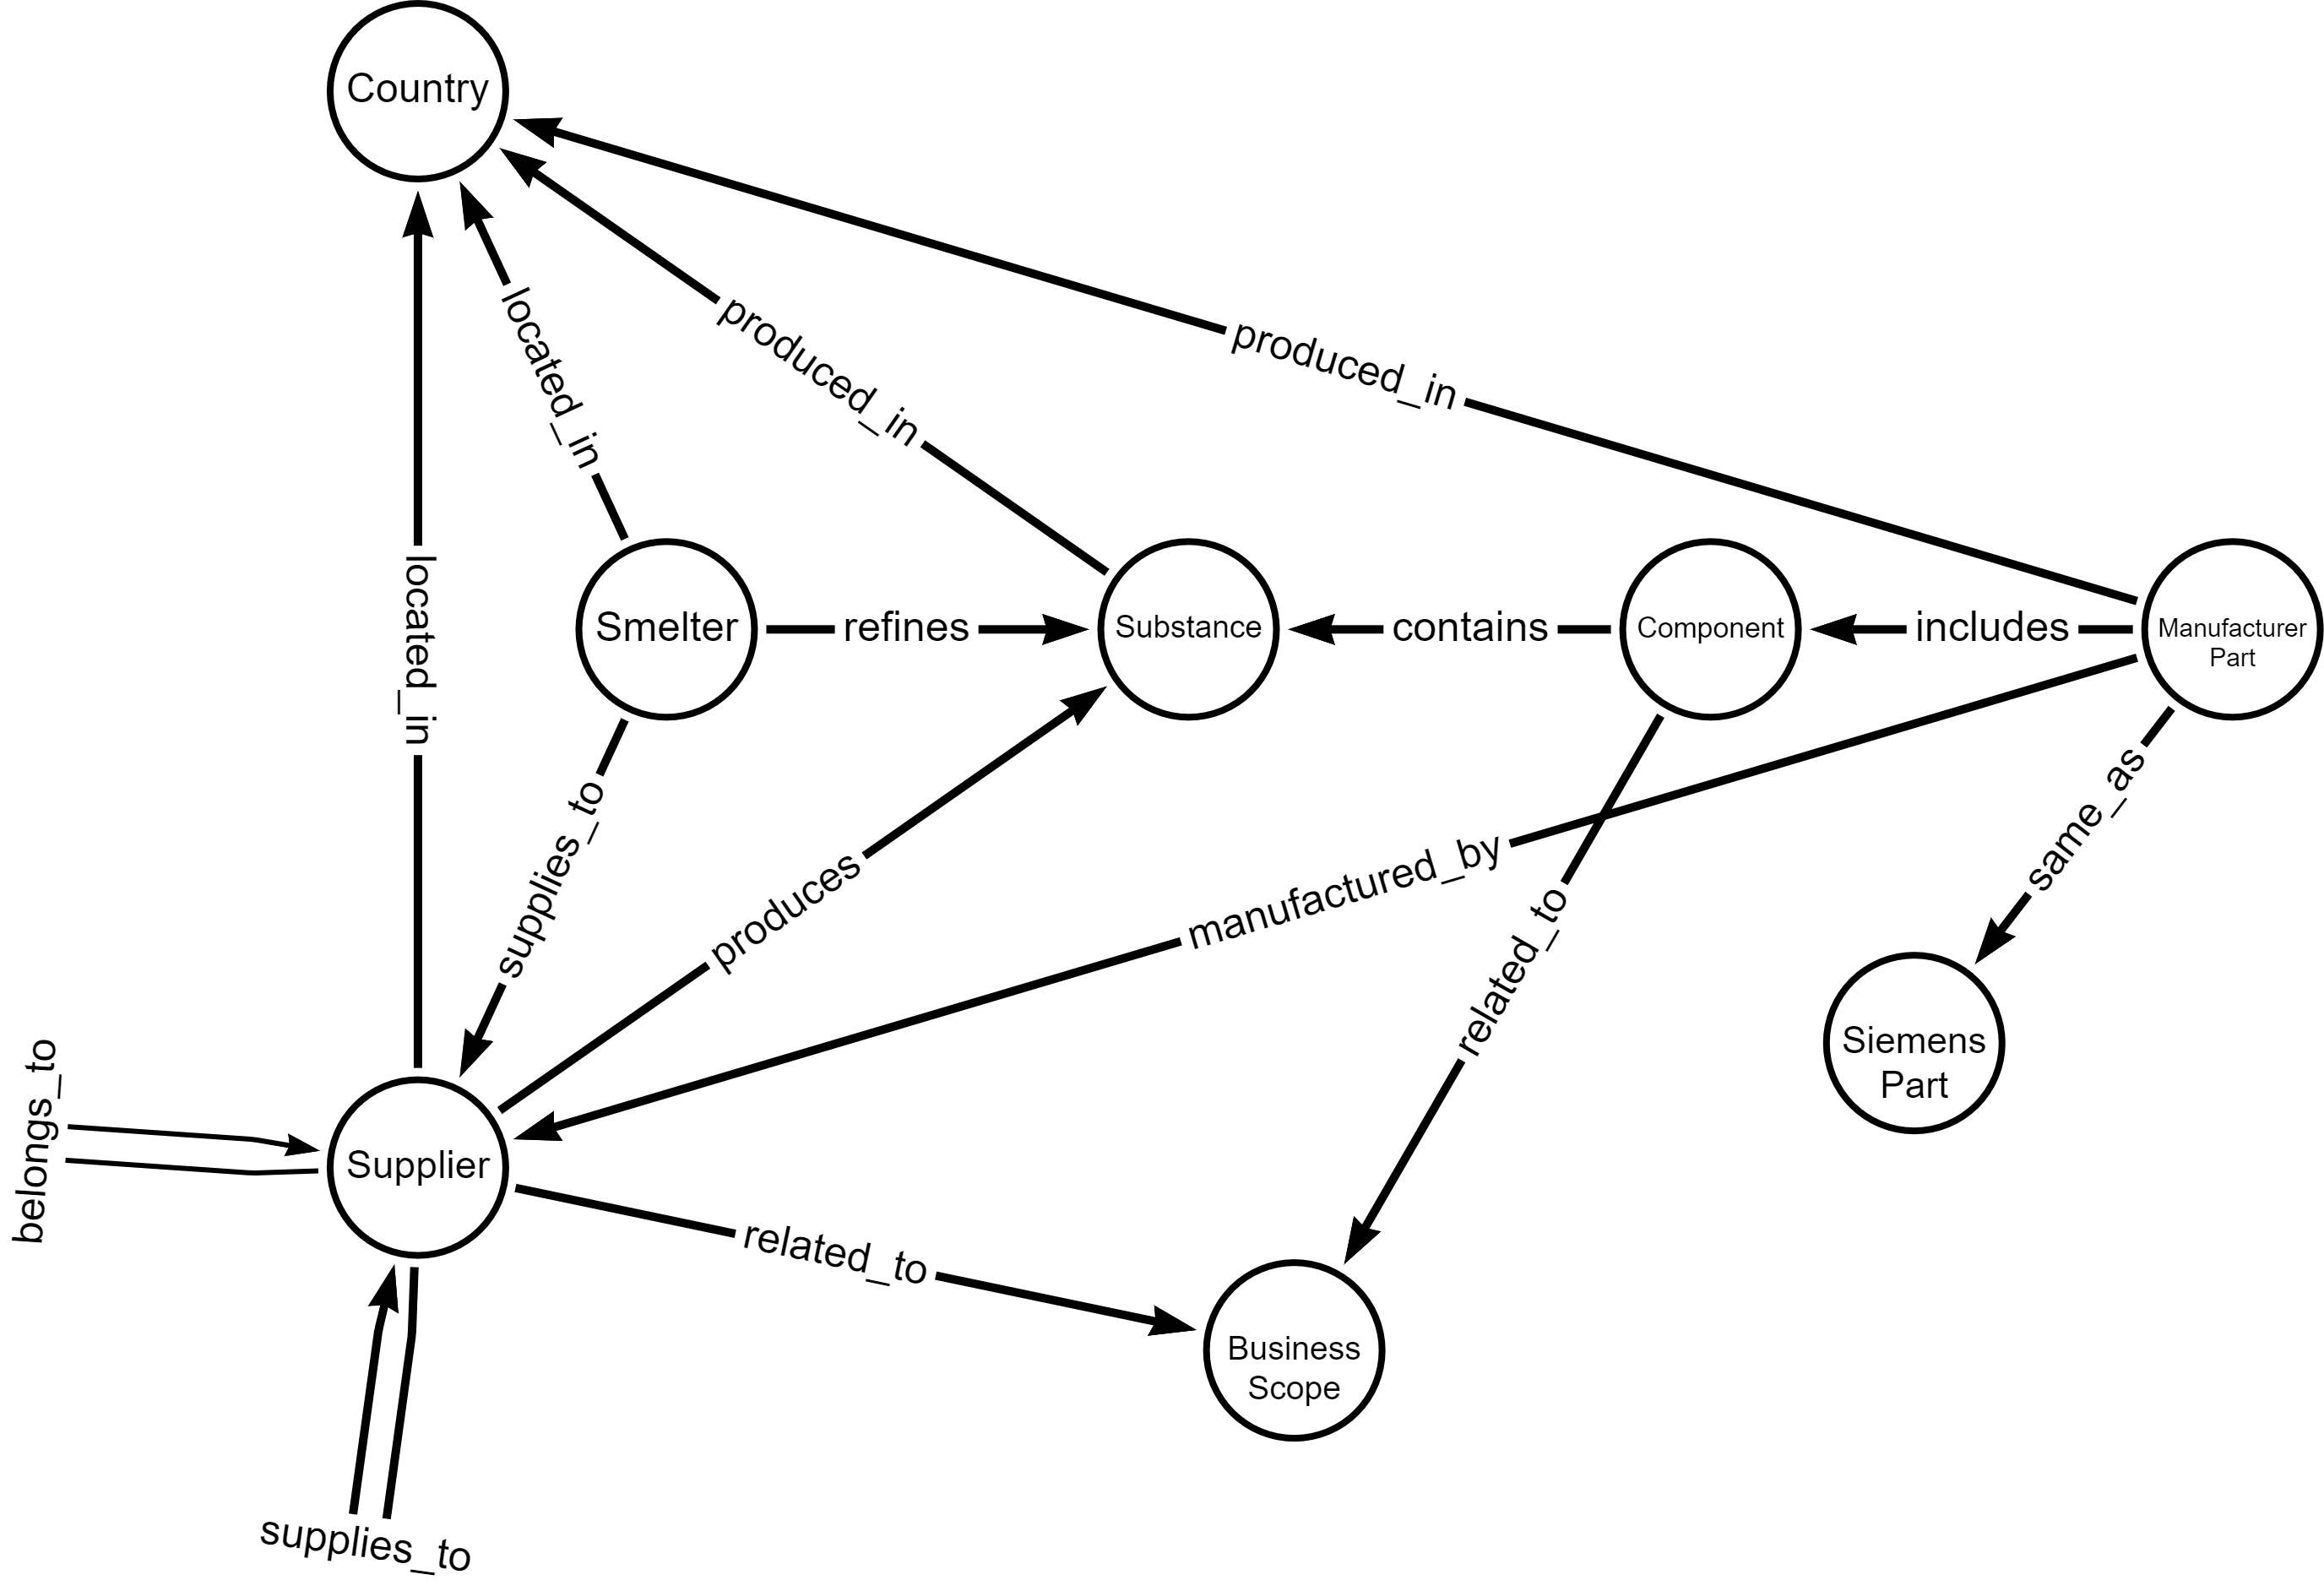 Country
produced_in
located_in
produced_in
located_in
Smelter
refines
Substance
contains
Component
includes
Manufacturer
Part
supplies_to
produces
manufactured_by
related_to
same_as
Siemens
Part
belongs_to
Supplier
related_to
Business
Scope
supplies_to